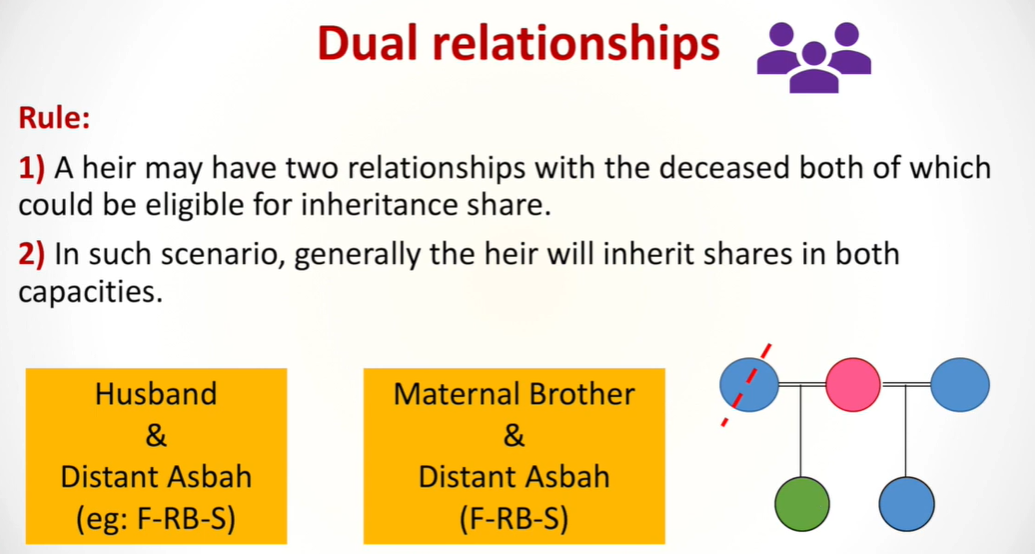 Dual relationships
Rule:
1) A heir may have two relationships with the deceased both of which
could be eligible for inheritance share.
2) In such scenario, generally the heir will inherit shares in both
capacities.
Husband
&
Distant Asbah
(eg: F-RB-S)
Maternal Brother
&
Distant Asbah
(F-RB-S)